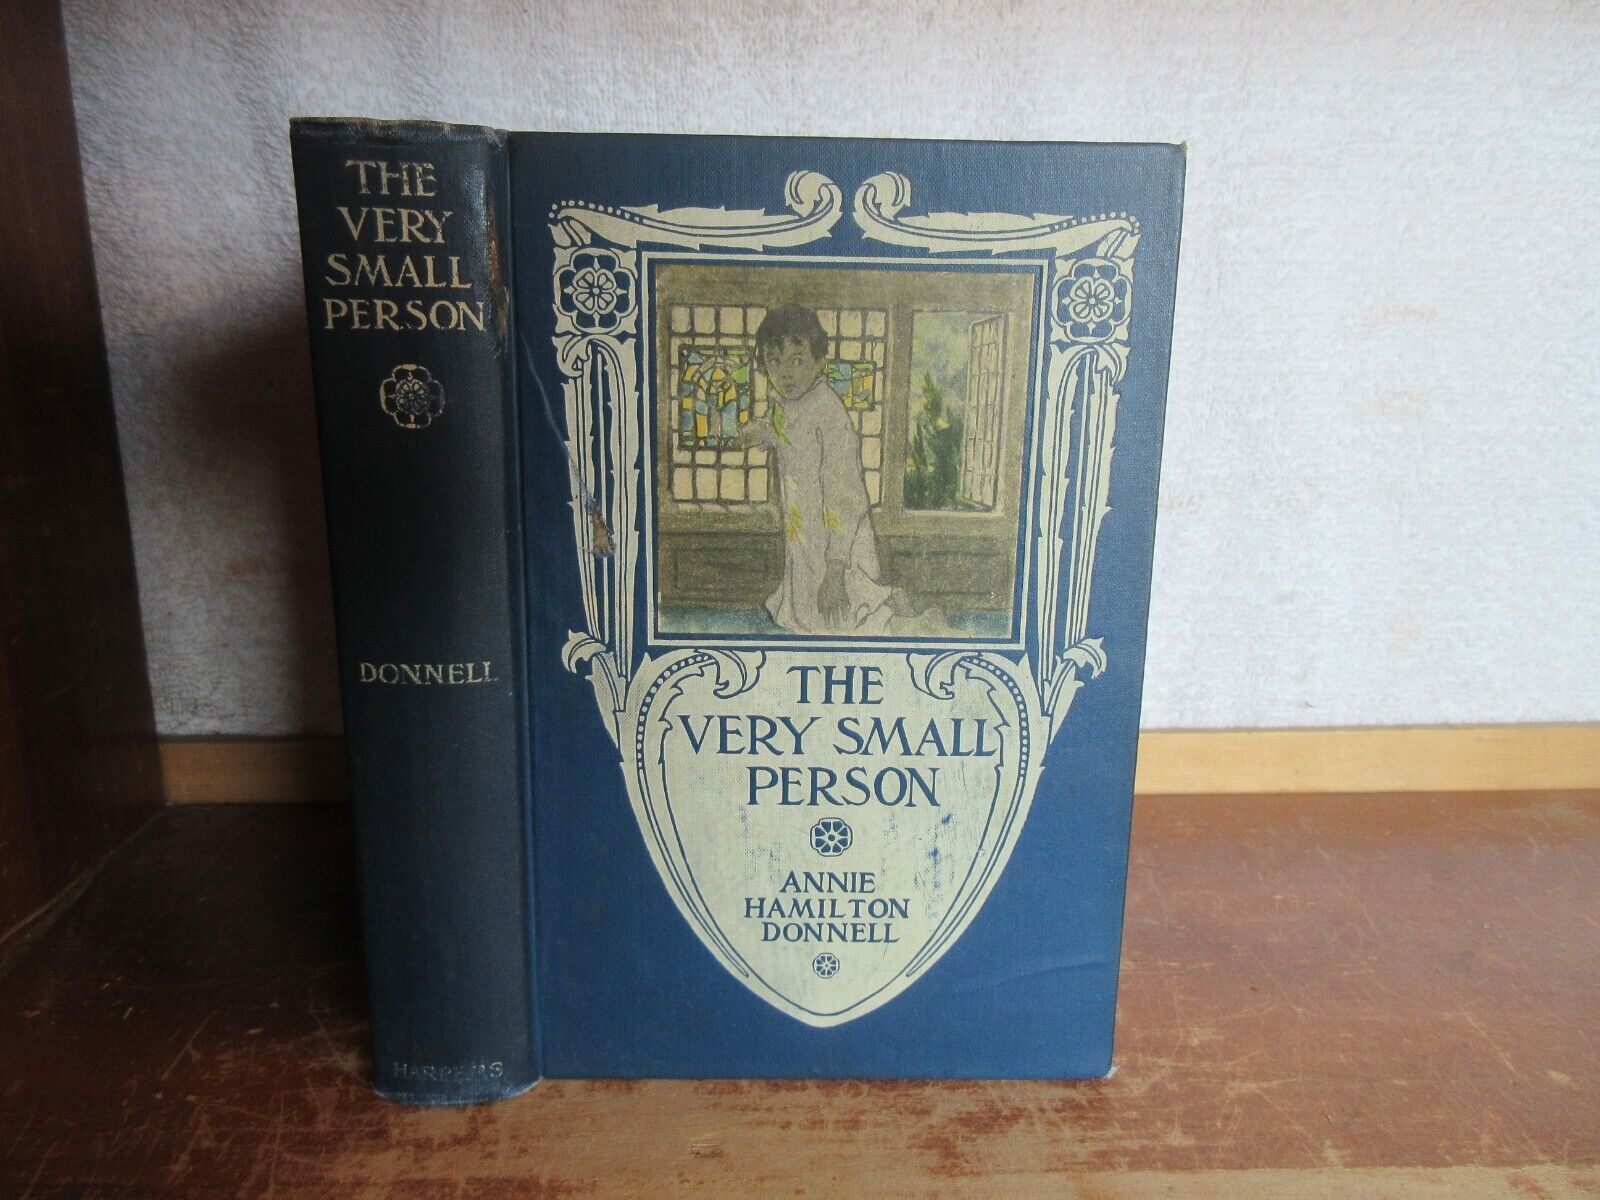 THE
VERY
SMALL
PERSON
DONNELL
HARPERS
THE
VERY SMALL
PERSON
ANNIE
HAMILTON
DONNELL